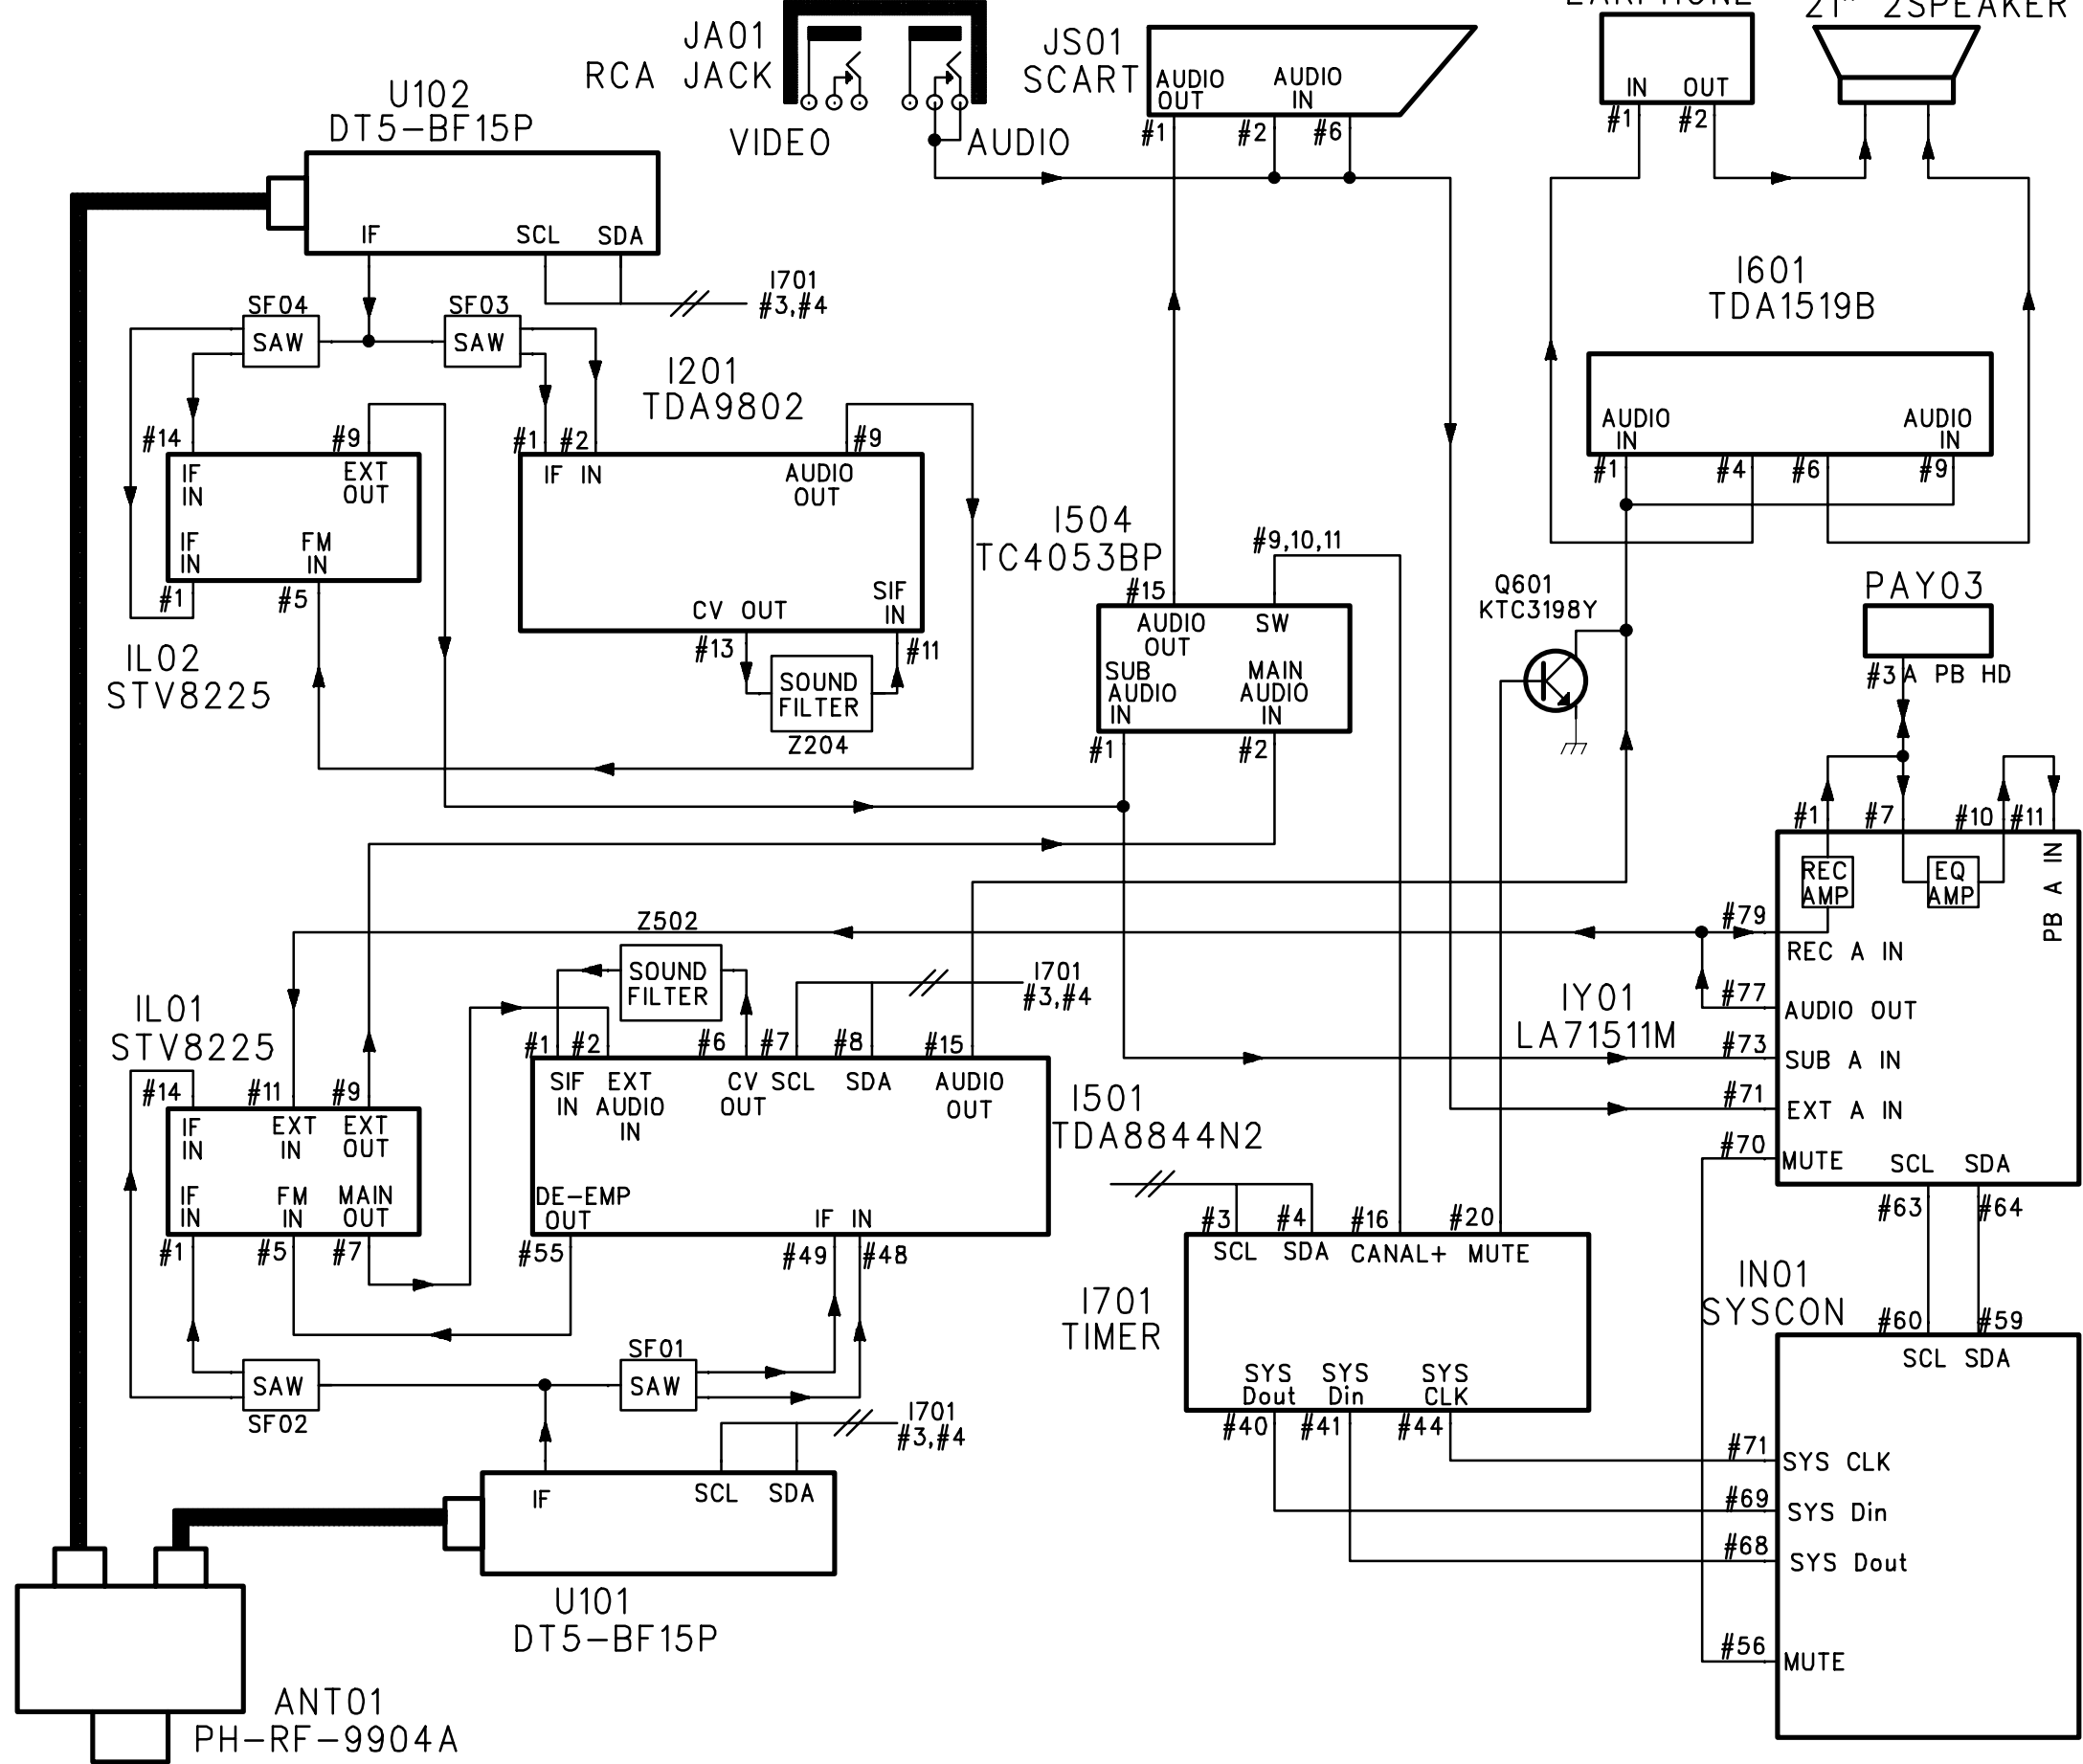 EARPHONE
21" 2SPEAKER
JA01
RCA JACK
VIDEO
AUDIO
JS01
SCART
AUDIO
OUT
AUDIO
IN
#1
#2
#6
IN
OUT
#1
#2
U102
DT5-BF15P
IF
SCL
SDA
I701
#3,#4
SF04
SAW
SF03
SAW
I201
TDA9802
I601
TDA1519B
AUDIO
IN
AUDIO
IN
#1
#4
#6
#9
#14
#9
IF
IN
EXT
OUT
IF
IN
FM
IN
#1
#5
IL02
STV8225
#1
#2
#9
IF IN
AUDIO
OUT
CV OUT
SIF
IN
#13
#11
SOUND
FILTER
Z204
I504
TC4053BP
#9,10,11
#15
AUDIO
OUT
SW
SUB
AUDIO
IN
MAIN
AUDIO
IN
#1
#2
Q601
KTC3198Y
PAY03
#3 A PB HD
#1
#7
#10
#11
REC
AMP
EQ
AMP
PB A IN
#79
REC A IN
#77
AUDIO OUT
#73
SUB A IN
#71
EXT A IN
#70
MUTE
SCL
SDA
#63
#64
IY01
LA71511M
Z502
SOUND
FILTER
I701
#3,#4
IL01
STV8225
#14
#11
#9
IF
IN
EXT
IN
EXT
OUT
IF
IN
FM
IN
MAIN
OUT
#1
#5
#7
#1
#2
#6
#7
#8
#15
SIF
IN
EXT
AUDIO
IN
CV
OUT
SCL
SDA
AUDIO
OUT
DE-EMP
OUT
IF IN
#55
#49
#48
I501
TDA8844N2
#3
#4
#16
#20
SCL
SDA
CANAL+
MUTE
I701
TIMER
SYS
Dout
SYS
Din
SYS
CLK
#40
#41
#44
IN01
SYSCON
#60
#59
SCL
SDA
#71
SYS CLK
#69
SYS Din
#68
SYS Dout
#56
MUTE
SAW
SF02
SF01
SAW
I701
#3,#4
IF
SCL
SDA
U101
DT5-BF15P
ANT01
PH-RF-9904A